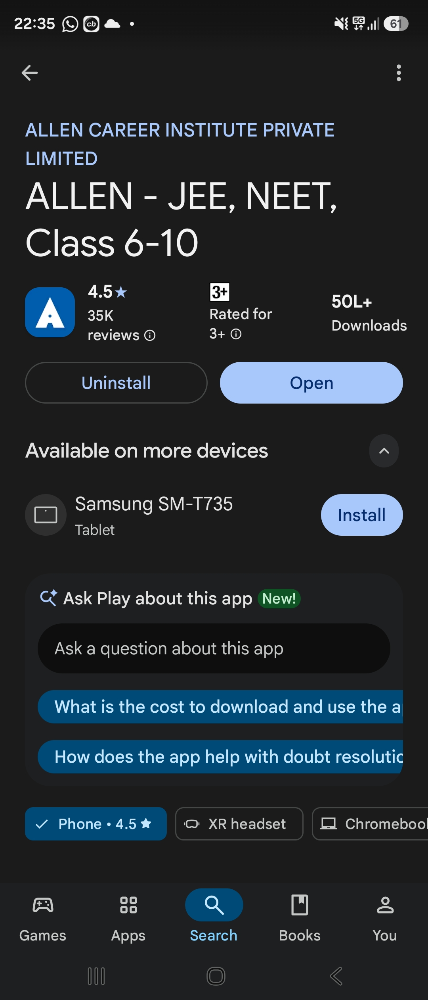 22:35 cb 5G 61
ALLEN CAREER INSTITUTE PRIVATE
LIMITED
ALLEN - JEE, NEET,
Class 6-10
4.5★
35K
reviews
3+
Rated for
3+
50L+
Downloads
Uninstall
Open
Available on more devices
Samsung SM-T735
Tablet
Install
Ask Play about this app New!
Ask a question about this app
What is the cost to download and use the
How does the app help with doubt
Phone • 4.5 ★
XR headset
Games
Apps
Search
Books
You